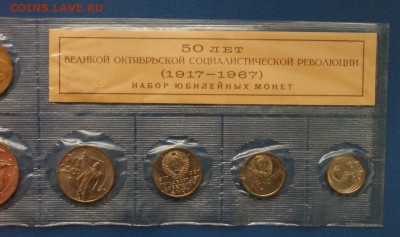 COINS.LAVE.RU
50 ЛЕТ
ВЕЛИКОЙ ОКТЯБРЬСКОЙ СОЦИАЛИСТИЧЕСКОЙ РЕВОЛЮЦИИ
(1917—1967)
НАБОР ЮБИЛЕЙНЫХ МОНЕТ